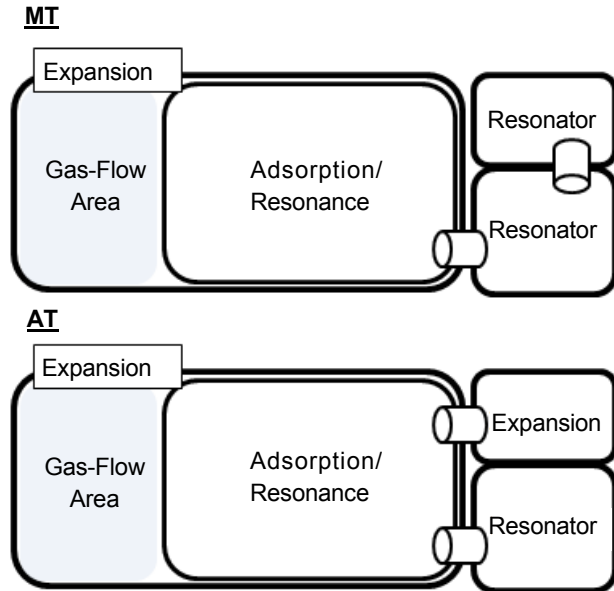 MT
Expansion
Resonator
Gas-Flow
Area
Adsorption/
Resonance
Resonator
AT
Expansion
Expansion
Gas-Flow
Area
Adsorption/
Resonance
Resonator